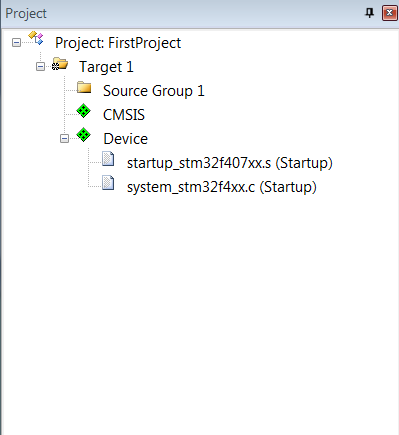 Project
Project: FirstProject
Target 1
Source Group 1
CMSIS
Device
startup_stm32f407xx.s (Startup)
system_stm32f4xx.c (Startup)